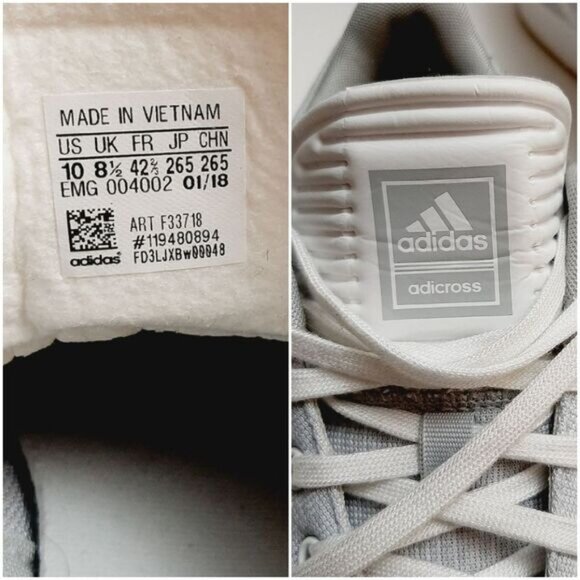 MADE IN VIETNAM
US UK FR JP CHN
10 8½ 42⅔ 265 265
EMG 004002 01/18
ART F33718
#119480894
adidas FD3LJXBw00048
adidas
adicross